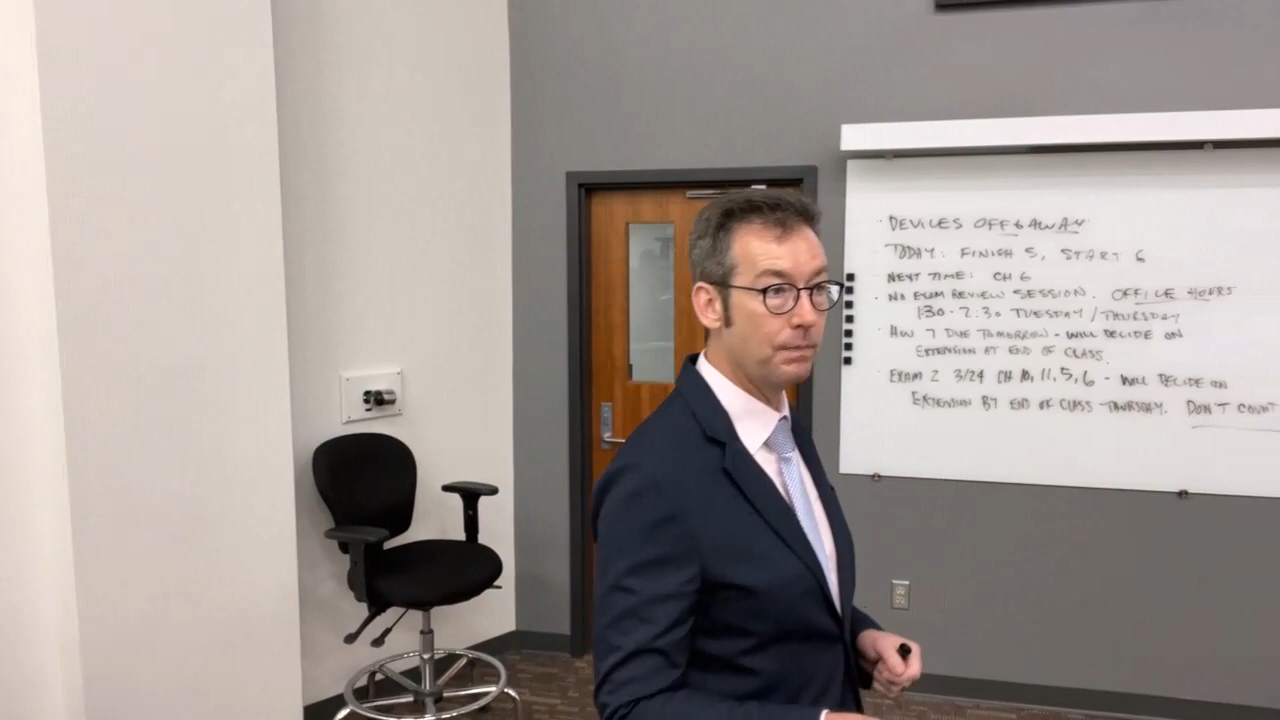 · DEVICES OFF & AWAY
TODAY: FINISH 5, START 6
· NEXT TIME: CH 6
· NO EXAM REVIEW SESSION. OFFICE HOURS
1:30-2:30 TUESDAY / THURSDAY
· HW 7 DUE TOMORROW - WILL DECIDE ON
EXTENSION AT END OF CLASS.
· EXAM 2 3/24 CH 10, 11, 5, 6 - WILL DECIDE ON
EXTENSION BY END OF CLASS THURSDAY. DON'T COUNT